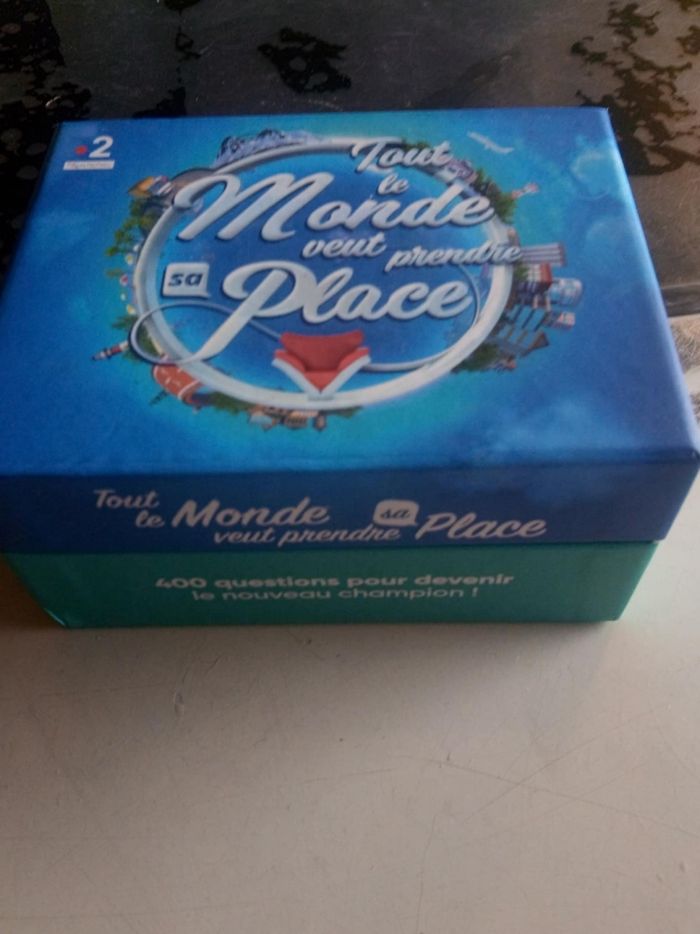 2
Tout
le
Monde
veut prendre
sa
Place
Tout
le Monde sa Place
veut prendre
400 questions pour devenir
le nouveau champion !